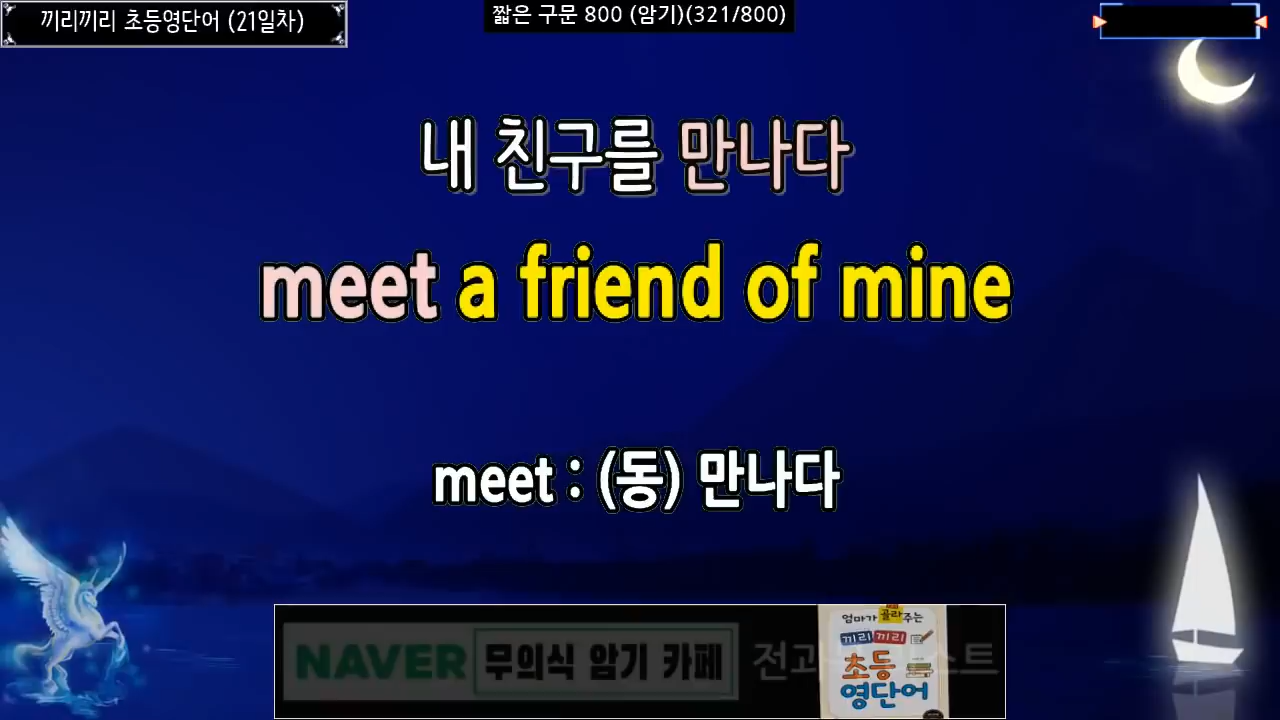 끼리끼리 초등영단어 (21일차)
짧은 구문 800 (암기)(321/800)
내 친구를 만나다
meet a friend of mine
meet : (동) 만나다
NAVER 무의식 암기 카페
엄마가 골라주는
끼리끼리
초등
영단어